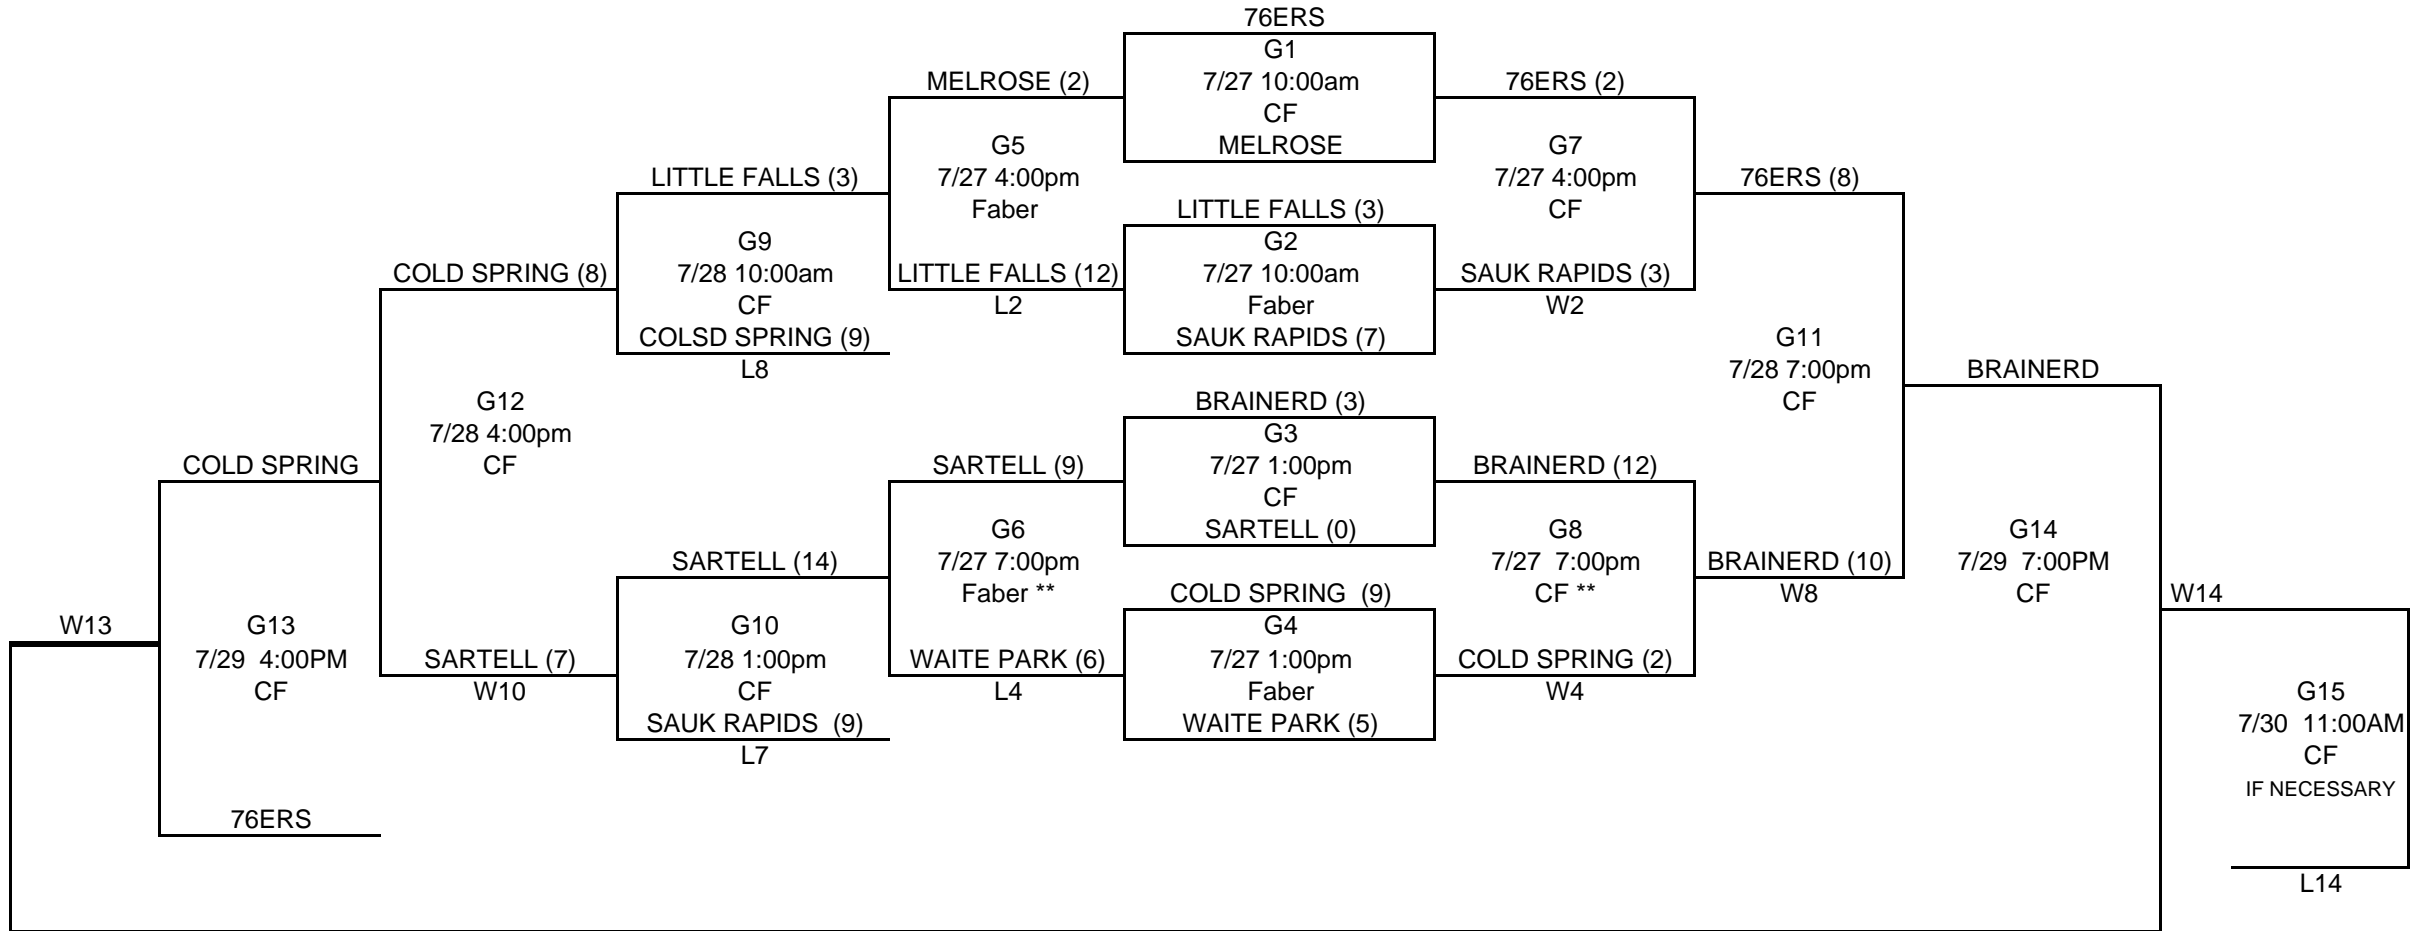 76ERS
G1
7/27 10:00am
CF
MELROSE
MELROSE (2)
76ERS (2)
G5
7/27 4:00pm
Faber
G7
7/27 4:00pm
CF
LITTLE FALLS (3)
76ERS (8)
LITTLE FALLS (3)
G2
7/27 10:00am
Faber
SAUK RAPIDS (7)
G9
7/28 10:00am
CF
COLSD SPRING (9)
L8
COLD SPRING (8)
LITTLE FALLS (12)
L2
SAUK RAPIDS (3)
W2
G11
7/28 7:00pm
CF
BRAINERD
G12
7/28 4:00pm
CF
BRAINERD (3)
G3
7/27 1:00pm
CF
SARTELL (0)
COLD SPRING
SARTELL (9)
BRAINERD (12)
G6
7/27 7:00pm
Faber **
G8
7/27 7:00pm
CF **
G14
7/29 7:00PM
CF
SARTELL (14)
BRAINERD (10)
W8
COLD SPRING (9)
G4
7/27 1:00pm
Faber
WAITE PARK (5)
W14
W13
G13
7/29 4:00PM
CF
G10
7/28 1:00pm
CF
SAUK RAPIDS (9)
L7
SARTELL (7)
W10
WAITE PARK (6)
L4
COLD SPRING (2)
W4
G15
7/30 11:00AM
CF
IF NECESSARY
76ERS
L14